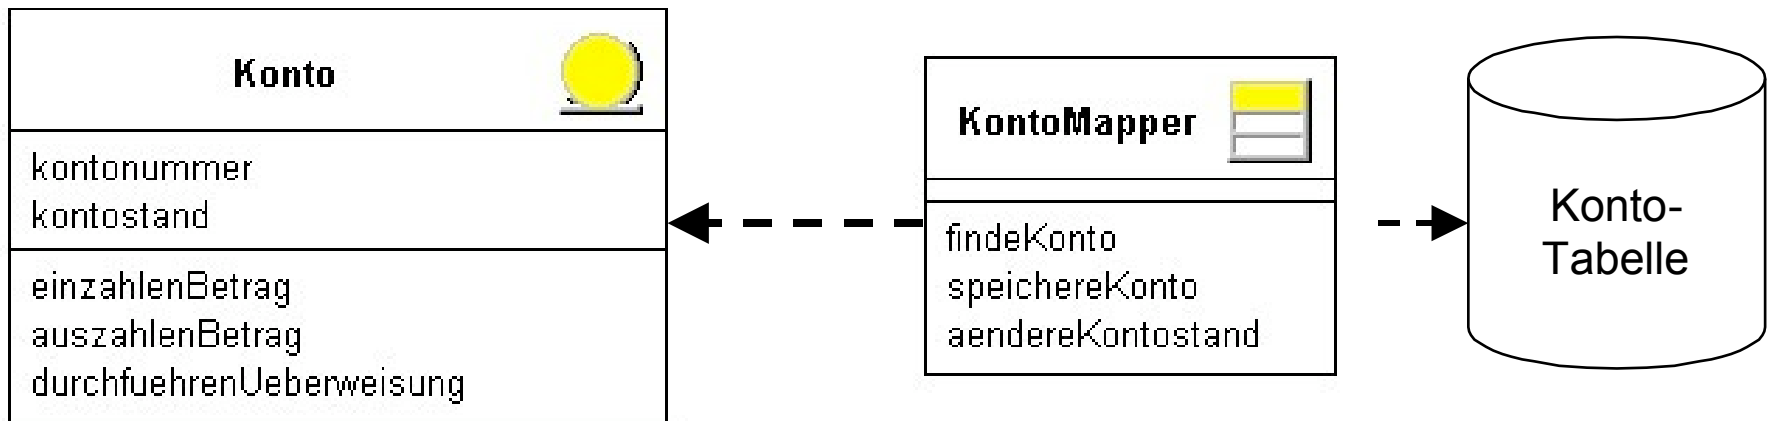 Konto
kontonummer
kontostand
einzahlenBetrag
auszahlenBetrag
durchfuehrenUeberweisung
KontoMapper
findeKonto
speichereKonto
aendereKontostand
Konto-
Tabelle